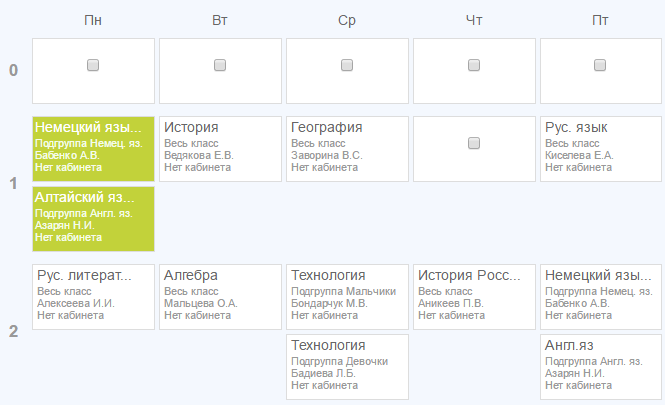 Пн Вт Ср Чт Пт
0
1
Немецкий язы...
Подгруппа Немец. яз.
Бабенко А.В.
Нет кабинета
История
Весь класс
Ведякова Е.В.
Нет кабинета
География
Весь класс
Заворина В.С.
Нет кабинета
Рус. язык
Весь класс
Киселева Е.А.
Нет кабинета
Алтайский яз...
Подгруппа Англ. яз.
Азарян Н.И.
Нет кабинета
2
Рус. литерат...
Весь класс
Алексеева И.И.
Нет кабинета
Алгебра
Весь класс
Мальцева О.А.
Нет кабинета
Технология
Подгруппа Мальчики
Бондарчук М.В.
Нет кабинета
История Росс...
Весь класс
Аникеев П.В.
Нет кабинета
Немецкий язы...
Подгруппа Немец. яз.
Бабенко А.В.
Нет кабинета
Технология
Подгруппа Девочки
Бадиева Л.Б.
Нет кабинета
Англ.яз
Подгруппа Англ. яз.
Азарян Н.И.
Нет кабинета